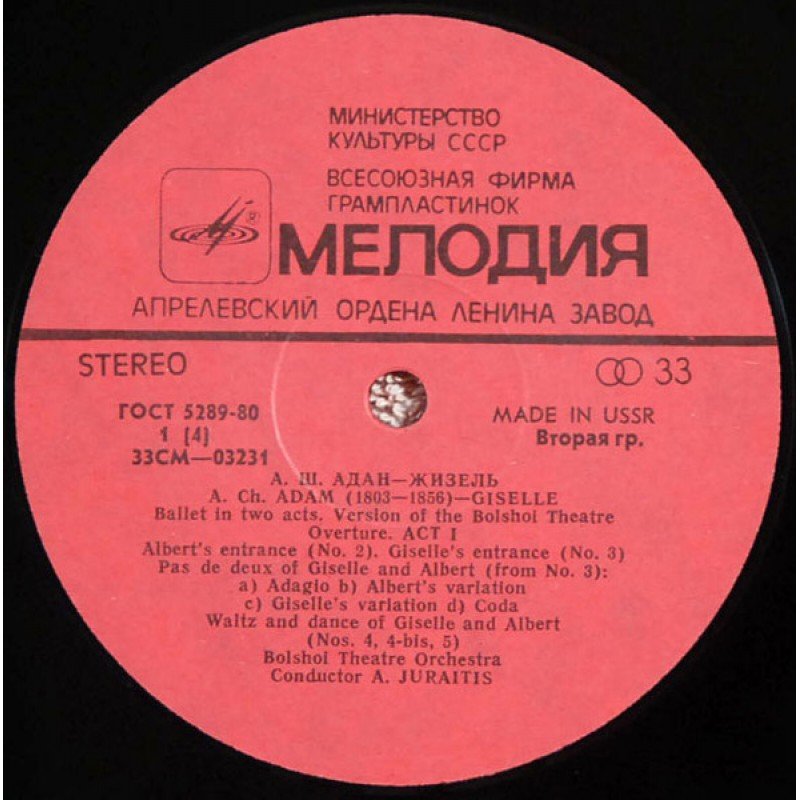 МИНИСТЕРСТВО
КУЛЬТУРЫ СССР
ВСЕСОЮЗНАЯ ФИРМА
ГРАМПЛАСТИНОК
МЕЛОДИЯ
®
АПРЕЛЕВСКИЙ ОРДЕНА ЛЕНИНА ЗАВОД
STEREO
33
ГОСТ 5289-80
1 [4]
33СМ—03231
MADE IN USSR
Вторая гр.
А. Ш. АДАН—ЖИЗЕЛЬ
A. Ch. ADAM (1803—1856)—GISELLE
Ballet in two acts. Version of the Bolshoi Theatre
Overture. ACT I
Albert's entrance (No. 2). Giselle's entrance (No. 3)
Pas de deux of Giselle and Albert (from No. 3):
a) Adagio b) Albert's variation
c) Giselle's variation d) Coda
Waltz and dance of Giselle and Albert
(Nos. 4, 4-bis, 5)
Bolshoi Theatre Orchestra
Conductor A. JURAITIS